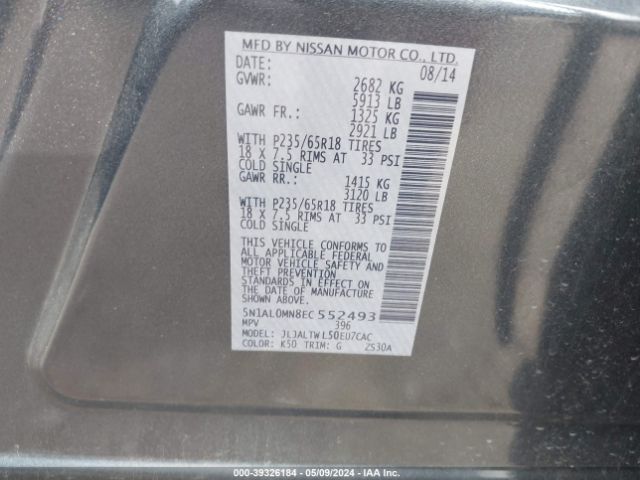 MFD BY NISSAN MOTOR CO., LTD.
DATE: 08/14
GVWR: 2682 KG
5913 LB
GAWR FR.: 1325 KG
2921 LB
WITH P235/65R18 TIRES
18 X 7.5 RIMS AT 33 PSI
COLD SINGLE
GAWR RR.: 1415 KG
3120 LB
WITH P235/65R18 TIRES
18 X 7.5 RIMS AT 33 PSI
COLD SINGLE
THIS VEHICLE CONFORMS TO
ALL APPLICABLE FEDERAL
MOTOR VEHICLE SAFETY AND
THEFT PREVENTION
STANDARDS IN EFFECT ON
THE DATE OF MANUFACTURE
SHOWN ABOVE.
5N1AL0MN8EC552493
MPV 396
MODEL: JLJALTWL50EU7CAC
COLOR: K50 TRIM: G 2S30A
000-39326184 - 05/09/2024 - IAA Inc.